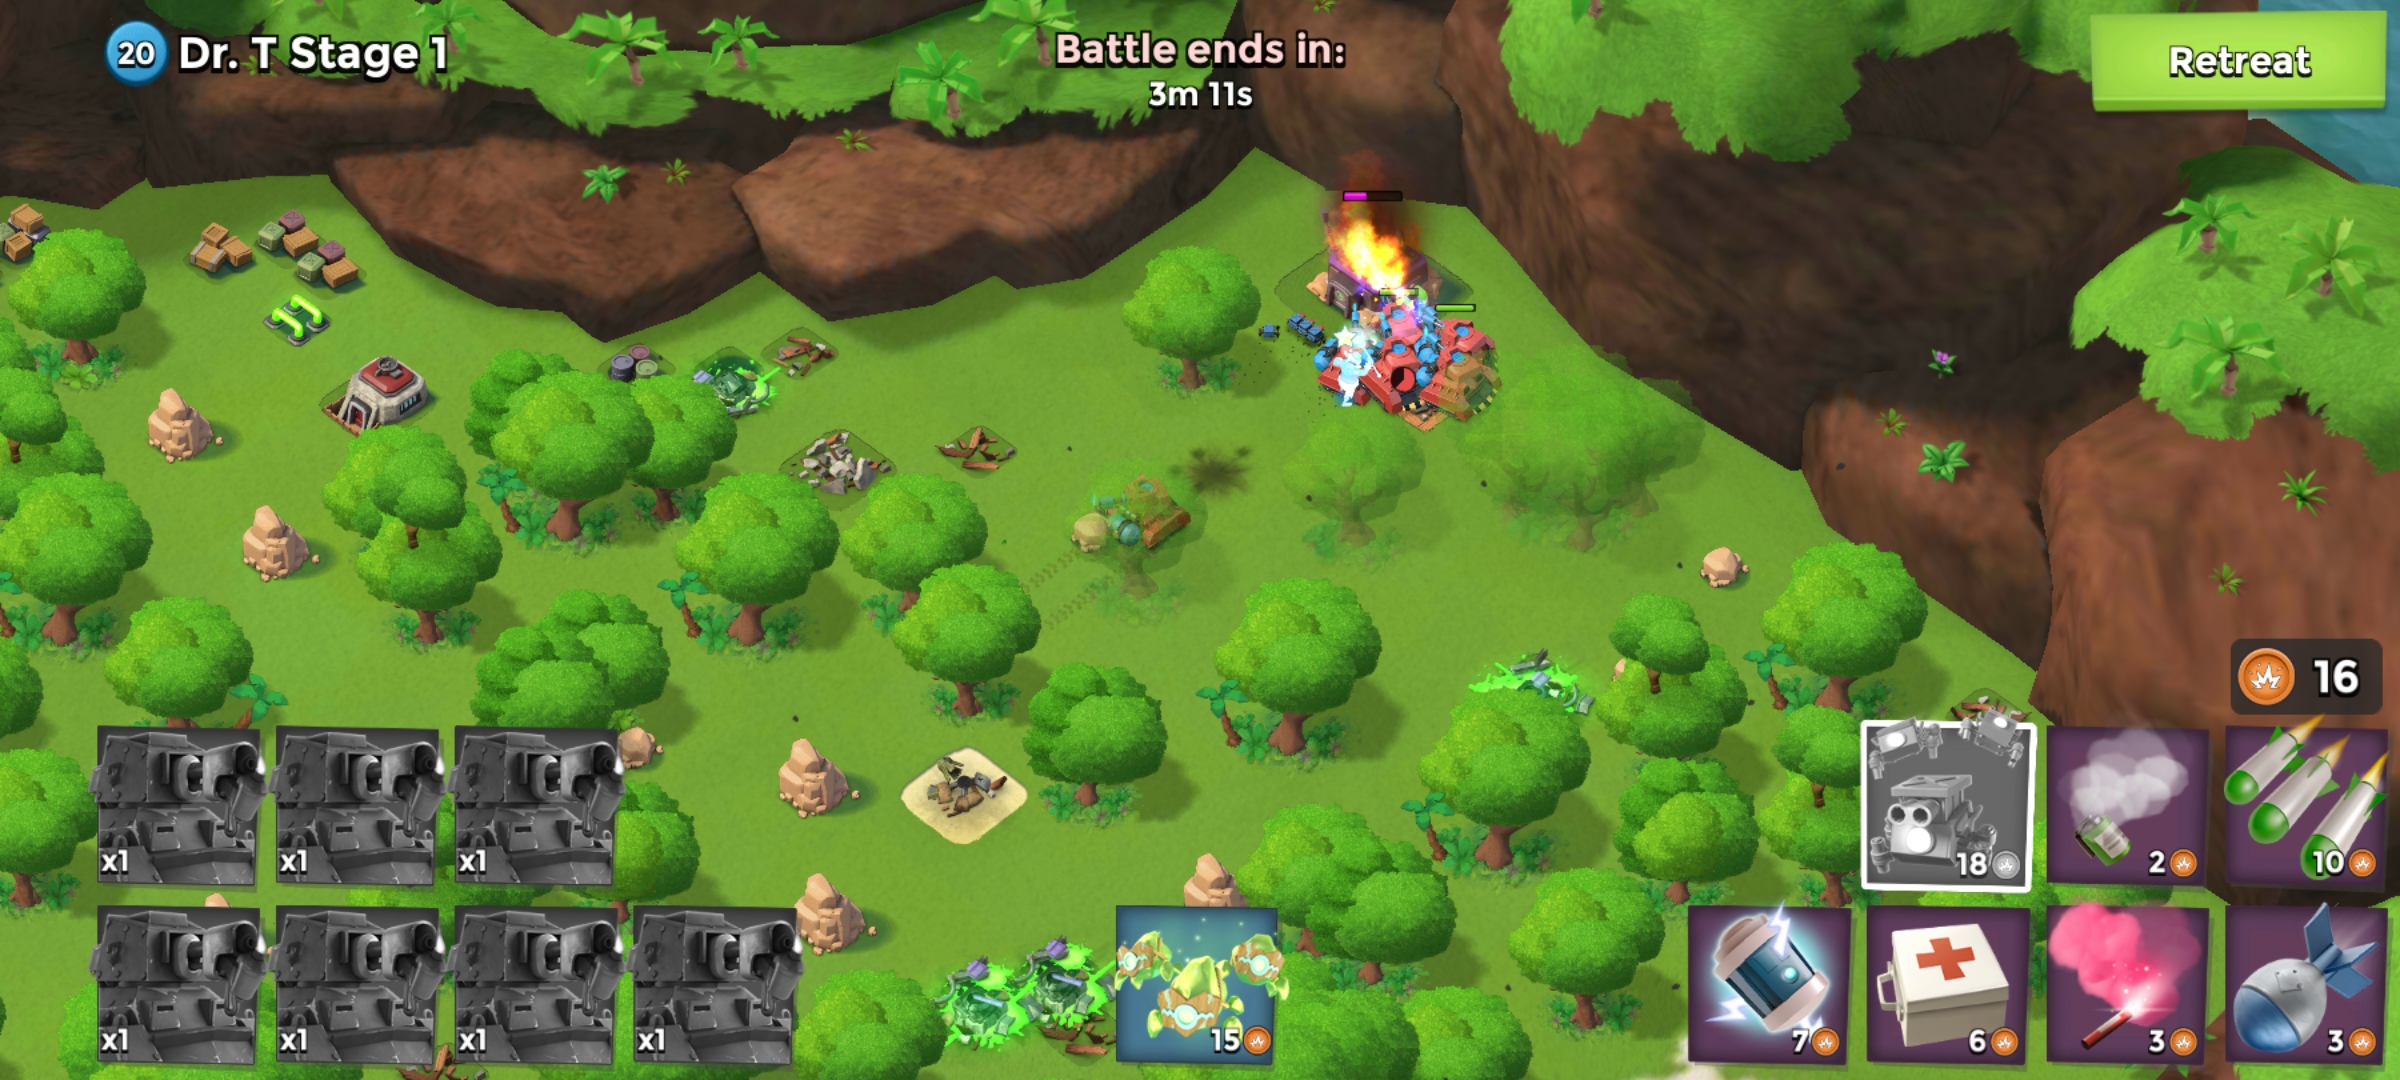 20 Dr. T Stage 1
Battle ends in:
3m 11s
Retreat
16
x1 x1 x1
18 2 10
x1 x1 x1 x1
15 7 6 3 3